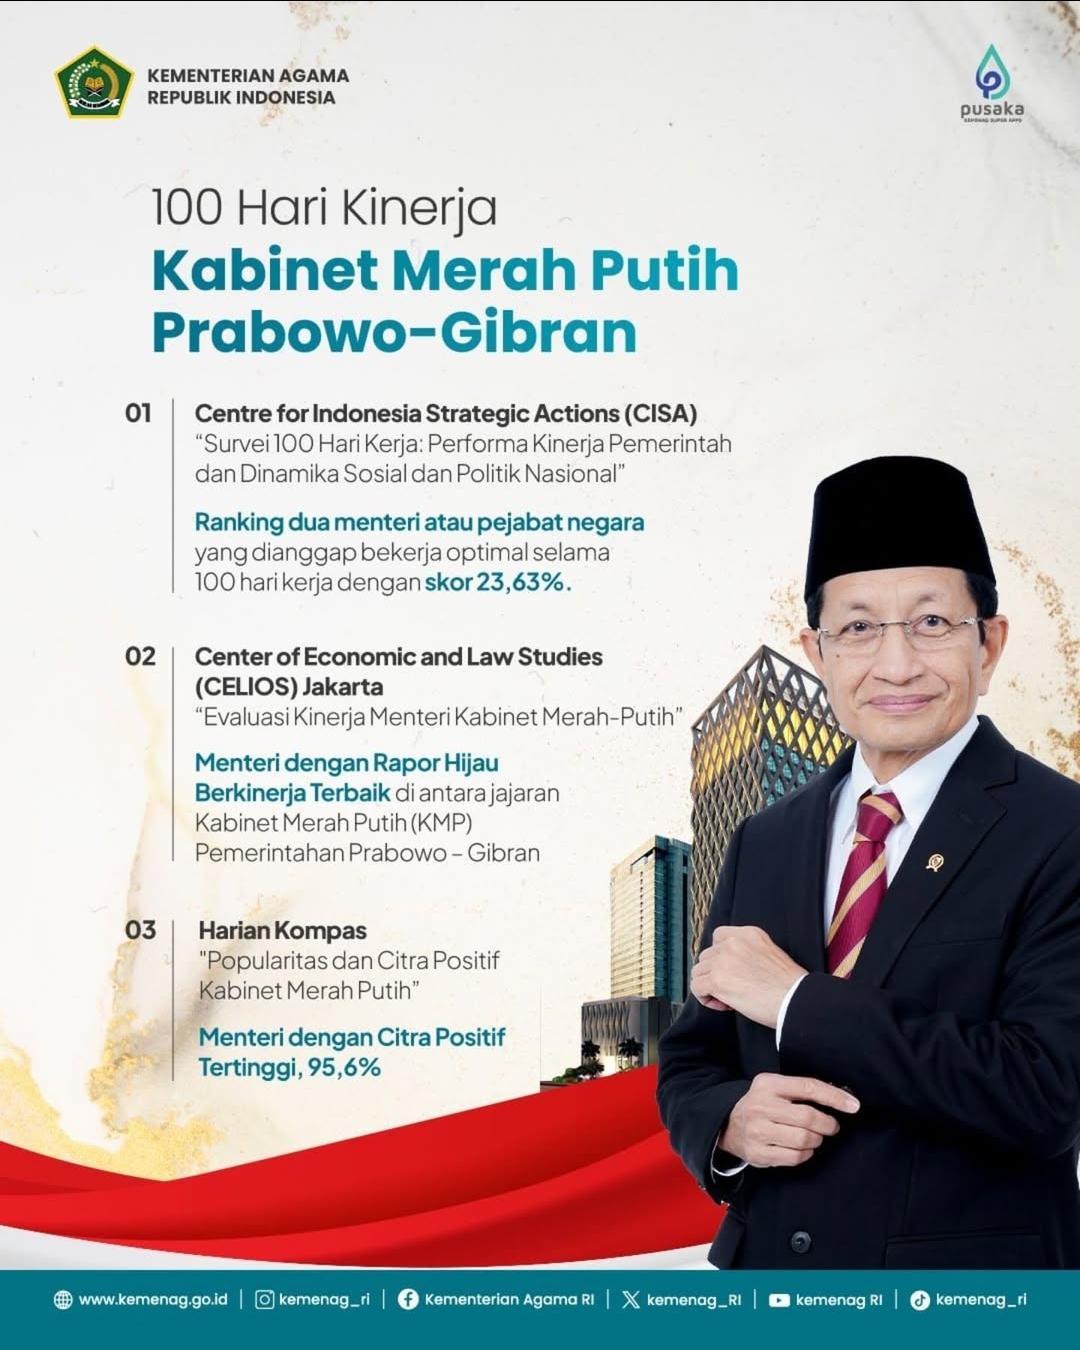 KEMENTERIAN AGAMA
REPUBLIK INDONESIA
pusaka
KEMENAG SUPER APPS
100 Hari Kinerja
Kabinet Merah Putih
Prabowo-Gibran
01
Centre for Indonesia Strategic Actions (CISA)
“Survei 100 Hari Kerja: Performa Kinerja Pemerintah
dan Dinamika Sosial dan Politik Nasional”
Ranking dua menteri atau pejabat negara
yang dianggap bekerja optimal selama
100 hari kerja dengan skor 23,63%.
02
Center of Economic and Law Studies
(CELIOS) Jakarta
“Evaluasi Kinerja Menteri Kabinet Merah-Putih”
Menteri dengan Rapor Hijau
Berkinerja Terbaik di antara jajaran
Kabinet Merah Putih (KMP)
Pemerintahan Prabowo – Gibran
03
Harian Kompas
"Popularitas dan Citra Positif
Kabinet Merah Putih”
Menteri dengan Citra Positif
Tertinggi, 95,6%
www.kemenag.go.id | kemenag_ri | Kementerian Agama RI | kemenag_RI | kemenag RI | kemenag_ri